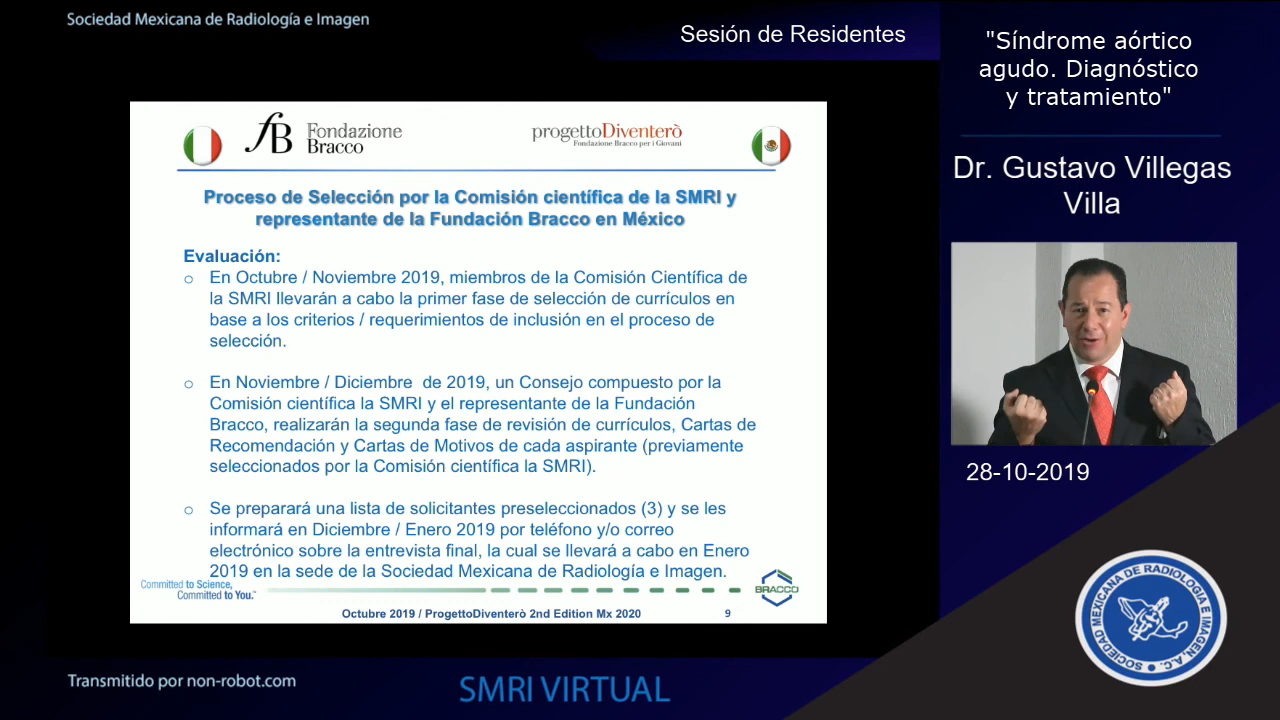 Sociedad Mexicana de Radiología e Imagen
Sesión de Residentes
"Síndrome aórtico
agudo. Diagnóstico
y tratamiento"
Dr. Gustavo Villegas
Villa
28-10-2019
fB Fondazione
Bracco
progettoDiventerò
Fondazione Bracco per i Giovani
Proceso de Selección por la Comisión científica de la SMRI y
representante de la Fundación Bracco en México
Evaluación:
o En Octubre / Noviembre 2019, miembros de la Comisión Científica de
la SMRI llevarán a cabo la primer fase de selección de currículos en
base a los criterios / requerimientos de inclusión en el proceso de
selección.
o En Noviembre / Diciembre de 2019, un Consejo compuesto por la
Comisión científica la SMRI y el representante de la Fundación
Bracco, realizarán la segunda fase de revisión de currículos, Cartas de
Recomendación y Cartas de Motivos de cada aspirante (previamente
seleccionados por la Comisión científica la SMRI).
o Se preparará una lista de solicitantes preseleccionados (3) y se les
informará en Diciembre / Enero 2019 por teléfono y/o correo
electrónico sobre la entrevista final, la cual se llevará a cabo en Enero
2019 en la sede de la Sociedad Mexicana de Radiología e Imagen.
Committed to Science,
Committed to You.™
BRACCO
Octubre 2019 / ProgettoDiventerò 2nd Edition Mx 2020 9
SOCIEDAD MEXICANA DE RADIOLOGÍA E IMAGEN, A.C.
Transmitido por non-robot.com
SMRI VIRTUAL